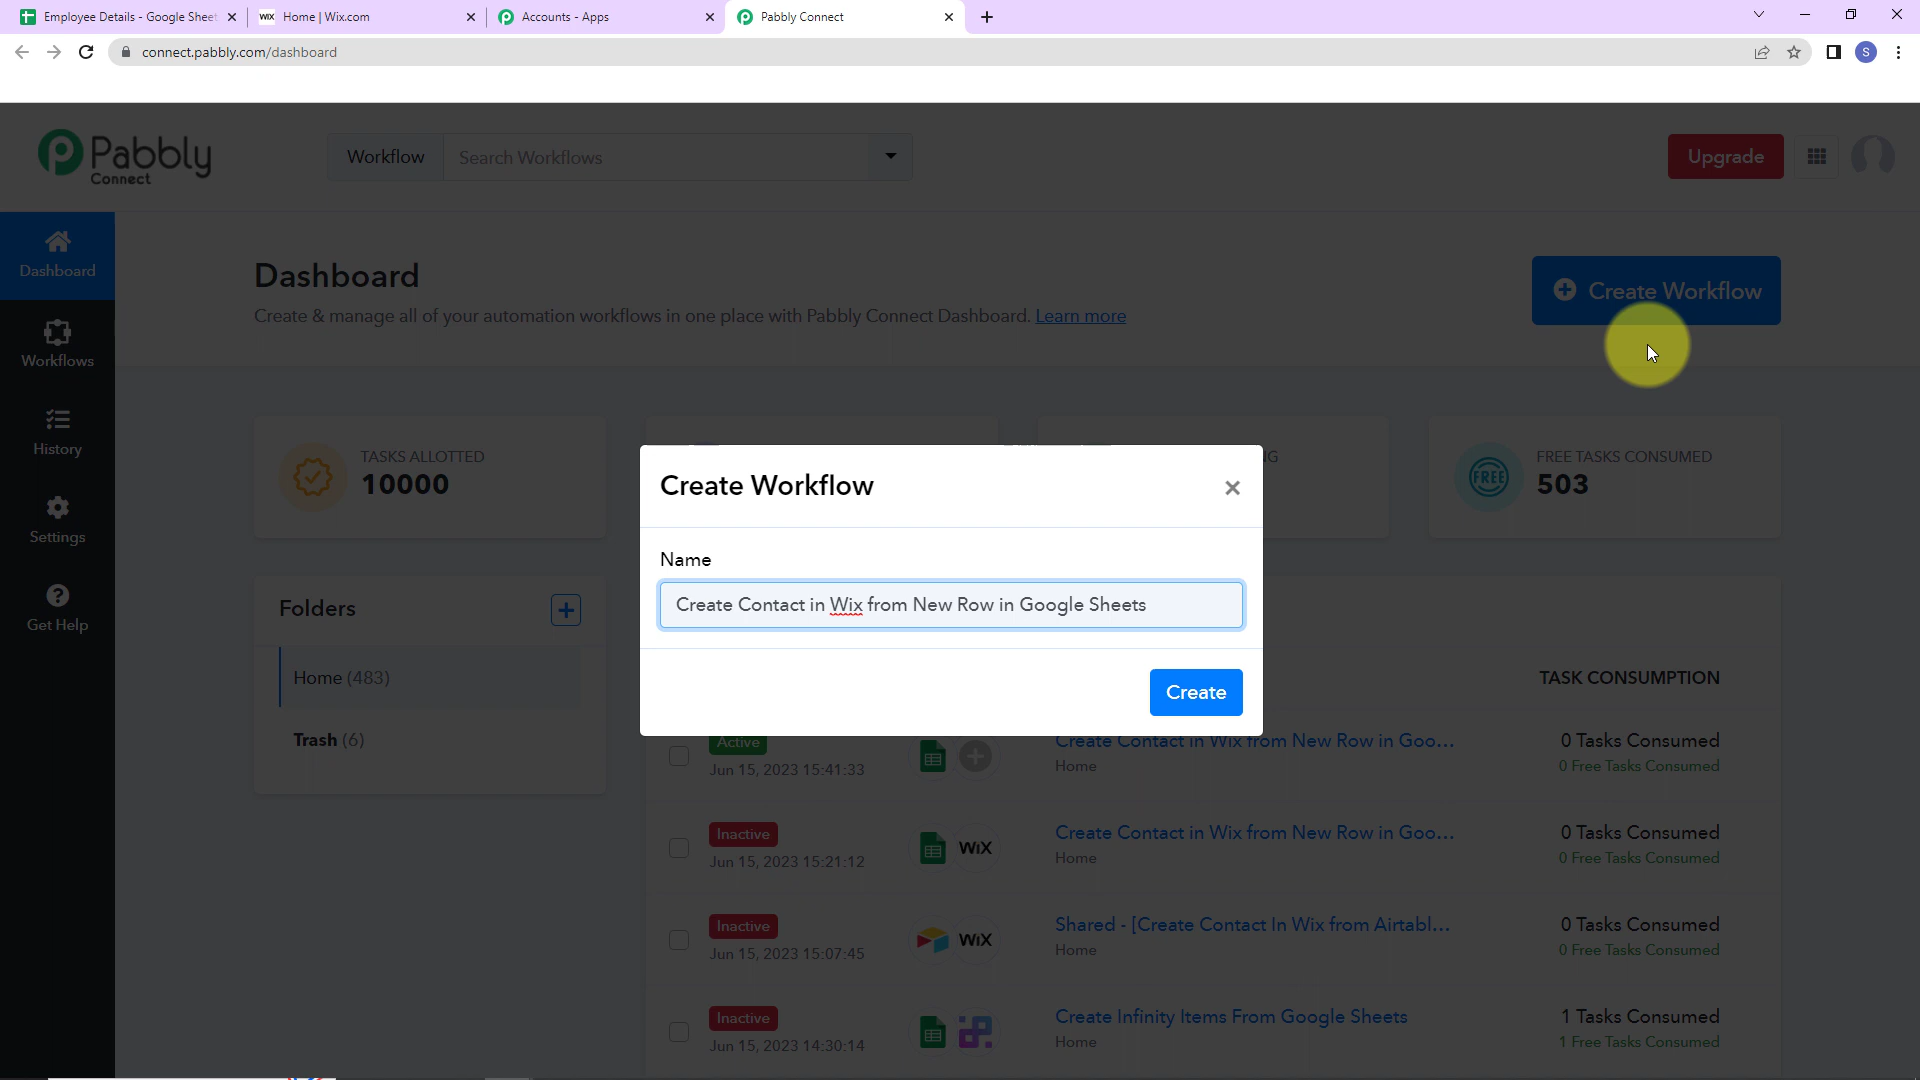 Employee Details - Google Sheet
WIX Home | Wix.com
Accounts - Apps
Pabbly Connect
connect.pabbly.com/dashboard
S
Pabbly
Connect
Workflow
Search Workflows
Upgrade
Dashboard
Workflows
History
Settings
Get Help
Dashboard
Create & manage all of your automation workflows in one place with Pabbly Connect Dashboard. Learn more
Create Workflow
TASKS ALLOTTED
10000
NG
FREE
FREE TASKS CONSUMED
503
Create Workflow
×
Name
Create Contact in Wix from New Row in Google Sheets
Create
Folders
Home (483)
Trash (6)
TASK CONSUMPTION
Active
Jun 15, 2023 15:41:33
Create Contact in Wix from New Row in Goo...
Home
0 Tasks Consumed
0 Free Tasks Consumed
Inactive
Jun 15, 2023 15:21:12
WIX
Create Contact in Wix from New Row in Goo...
Home
0 Tasks Consumed
0 Free Tasks Consumed
Inactive
Jun 15, 2023 15:07:45
WIX
Shared - [Create Contact In Wix from Airtabl...
Home
0 Tasks Consumed
0 Free Tasks Consumed
Inactive
Jun 15, 2023 14:30:14
Create Infinity Items From Google Sheets
Home
1 Tasks Consumed
1 Free Tasks Consumed